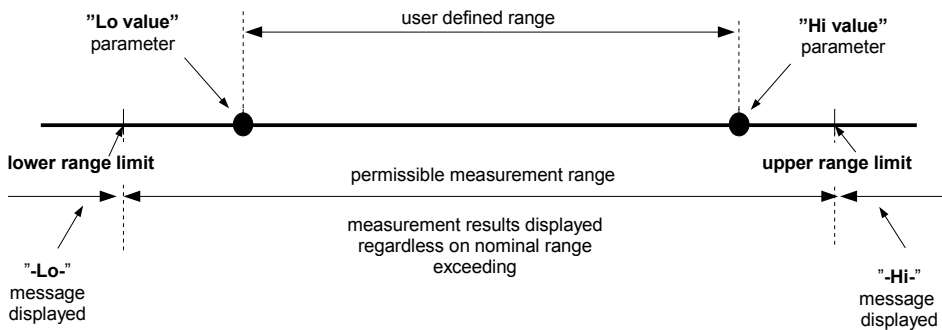 ”Lo value”
parameter
user defined range
”Hi value”
parameter
lower range limit
upper range limit
permissible measurement range
measurement results displayed
regardless on nominal range
exceeding
”-Lo-”
message
displayed
”-Hi-”
message
displayed